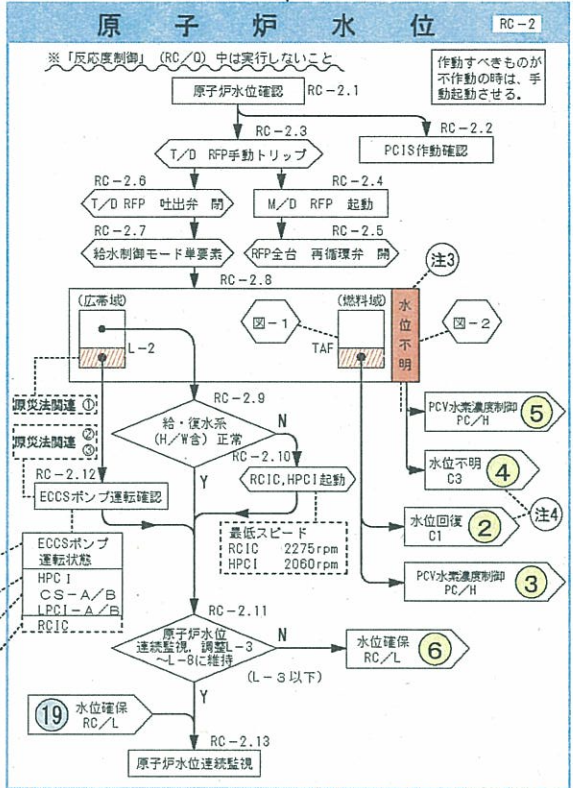 原子炉水位
RC-2
※「反応度制御」(RC/Q)中は実行しないこと
作動すべきものが
不作動の時は、手
動起動させる。
原子炉水位確認
RC-2.1
RC-2.3
RC-2.2
T/D RFP手動トリップ
PCIS作動確認
RC-2.6
RC-2.4
T/D RFP 吐出弁 閉
M/D RFP 起動
RC-2.7
RC-2.5
給水制御モード単要素
RFP全台 再循環弁 開
RC-2.8
注3
(広帯域)
(燃料域)
水位不明
L-2
TAF
図-1
図-2
原災法関連 ①
原災法関連 ②
③
RC-2.9
給・復水系
(H/W含)正常
N
Y
RC-2.10
RCIC,HPCI起動
PCV水素濃度制御
PC/H
5
水位不明
C3
4
RC-2.12
ECCSポンプ運転確認
最低スピード
RCIC 2275rpm
HPCI 2060rpm
水位回復
C1
2
注4
ECCSポンプ
運転状態
HPCI
CS-A/B
LPCI-A/B
RCIC
PCV水素濃度制御
PC/H
3
RC-2.11
原子炉水位
連続監視,調整L-3
~L-8に維持
N
(L-3以下)
水位確保
RC/L
6
Y
19
水位確保
RC/L
RC-2.13
原子炉水位連続監視